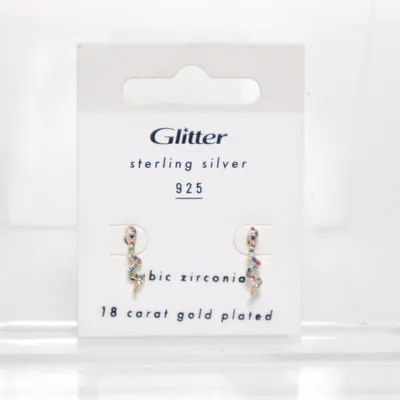 Glitter
sterling silver
925
bic zirconia
18 carat gold plated